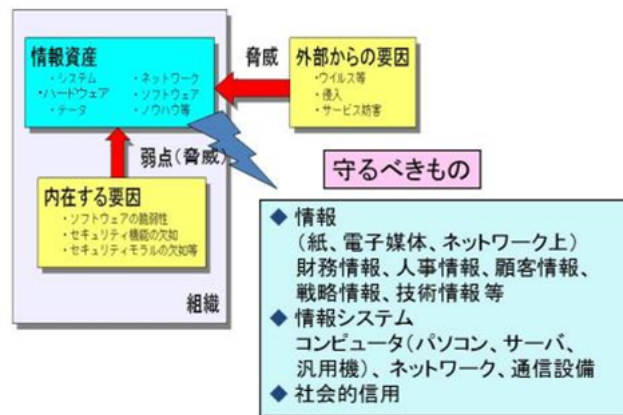 情報資産
・システム
・ネットワーク
・ハードウェア
・ソフトウェア
・データ
・ノウハウ等
脅威
外部からの要因
・ウイルス等
・侵入
・サービス妨害
弱点(脅威)
内在する要因
・ソフトウェアの脆弱性
・セキュリティ機能の欠如
・セキュリティモラルの欠如等
組織
守るべきもの
◆ 情報
(紙、電子媒体、ネットワーク上)
財務情報、人事情報、顧客情報、
戦略情報、技術情報 等
◆ 情報システム
コンピュータ(パソコン、サーバ、
汎用機)、ネットワーク、通信設備
◆ 社会的信用